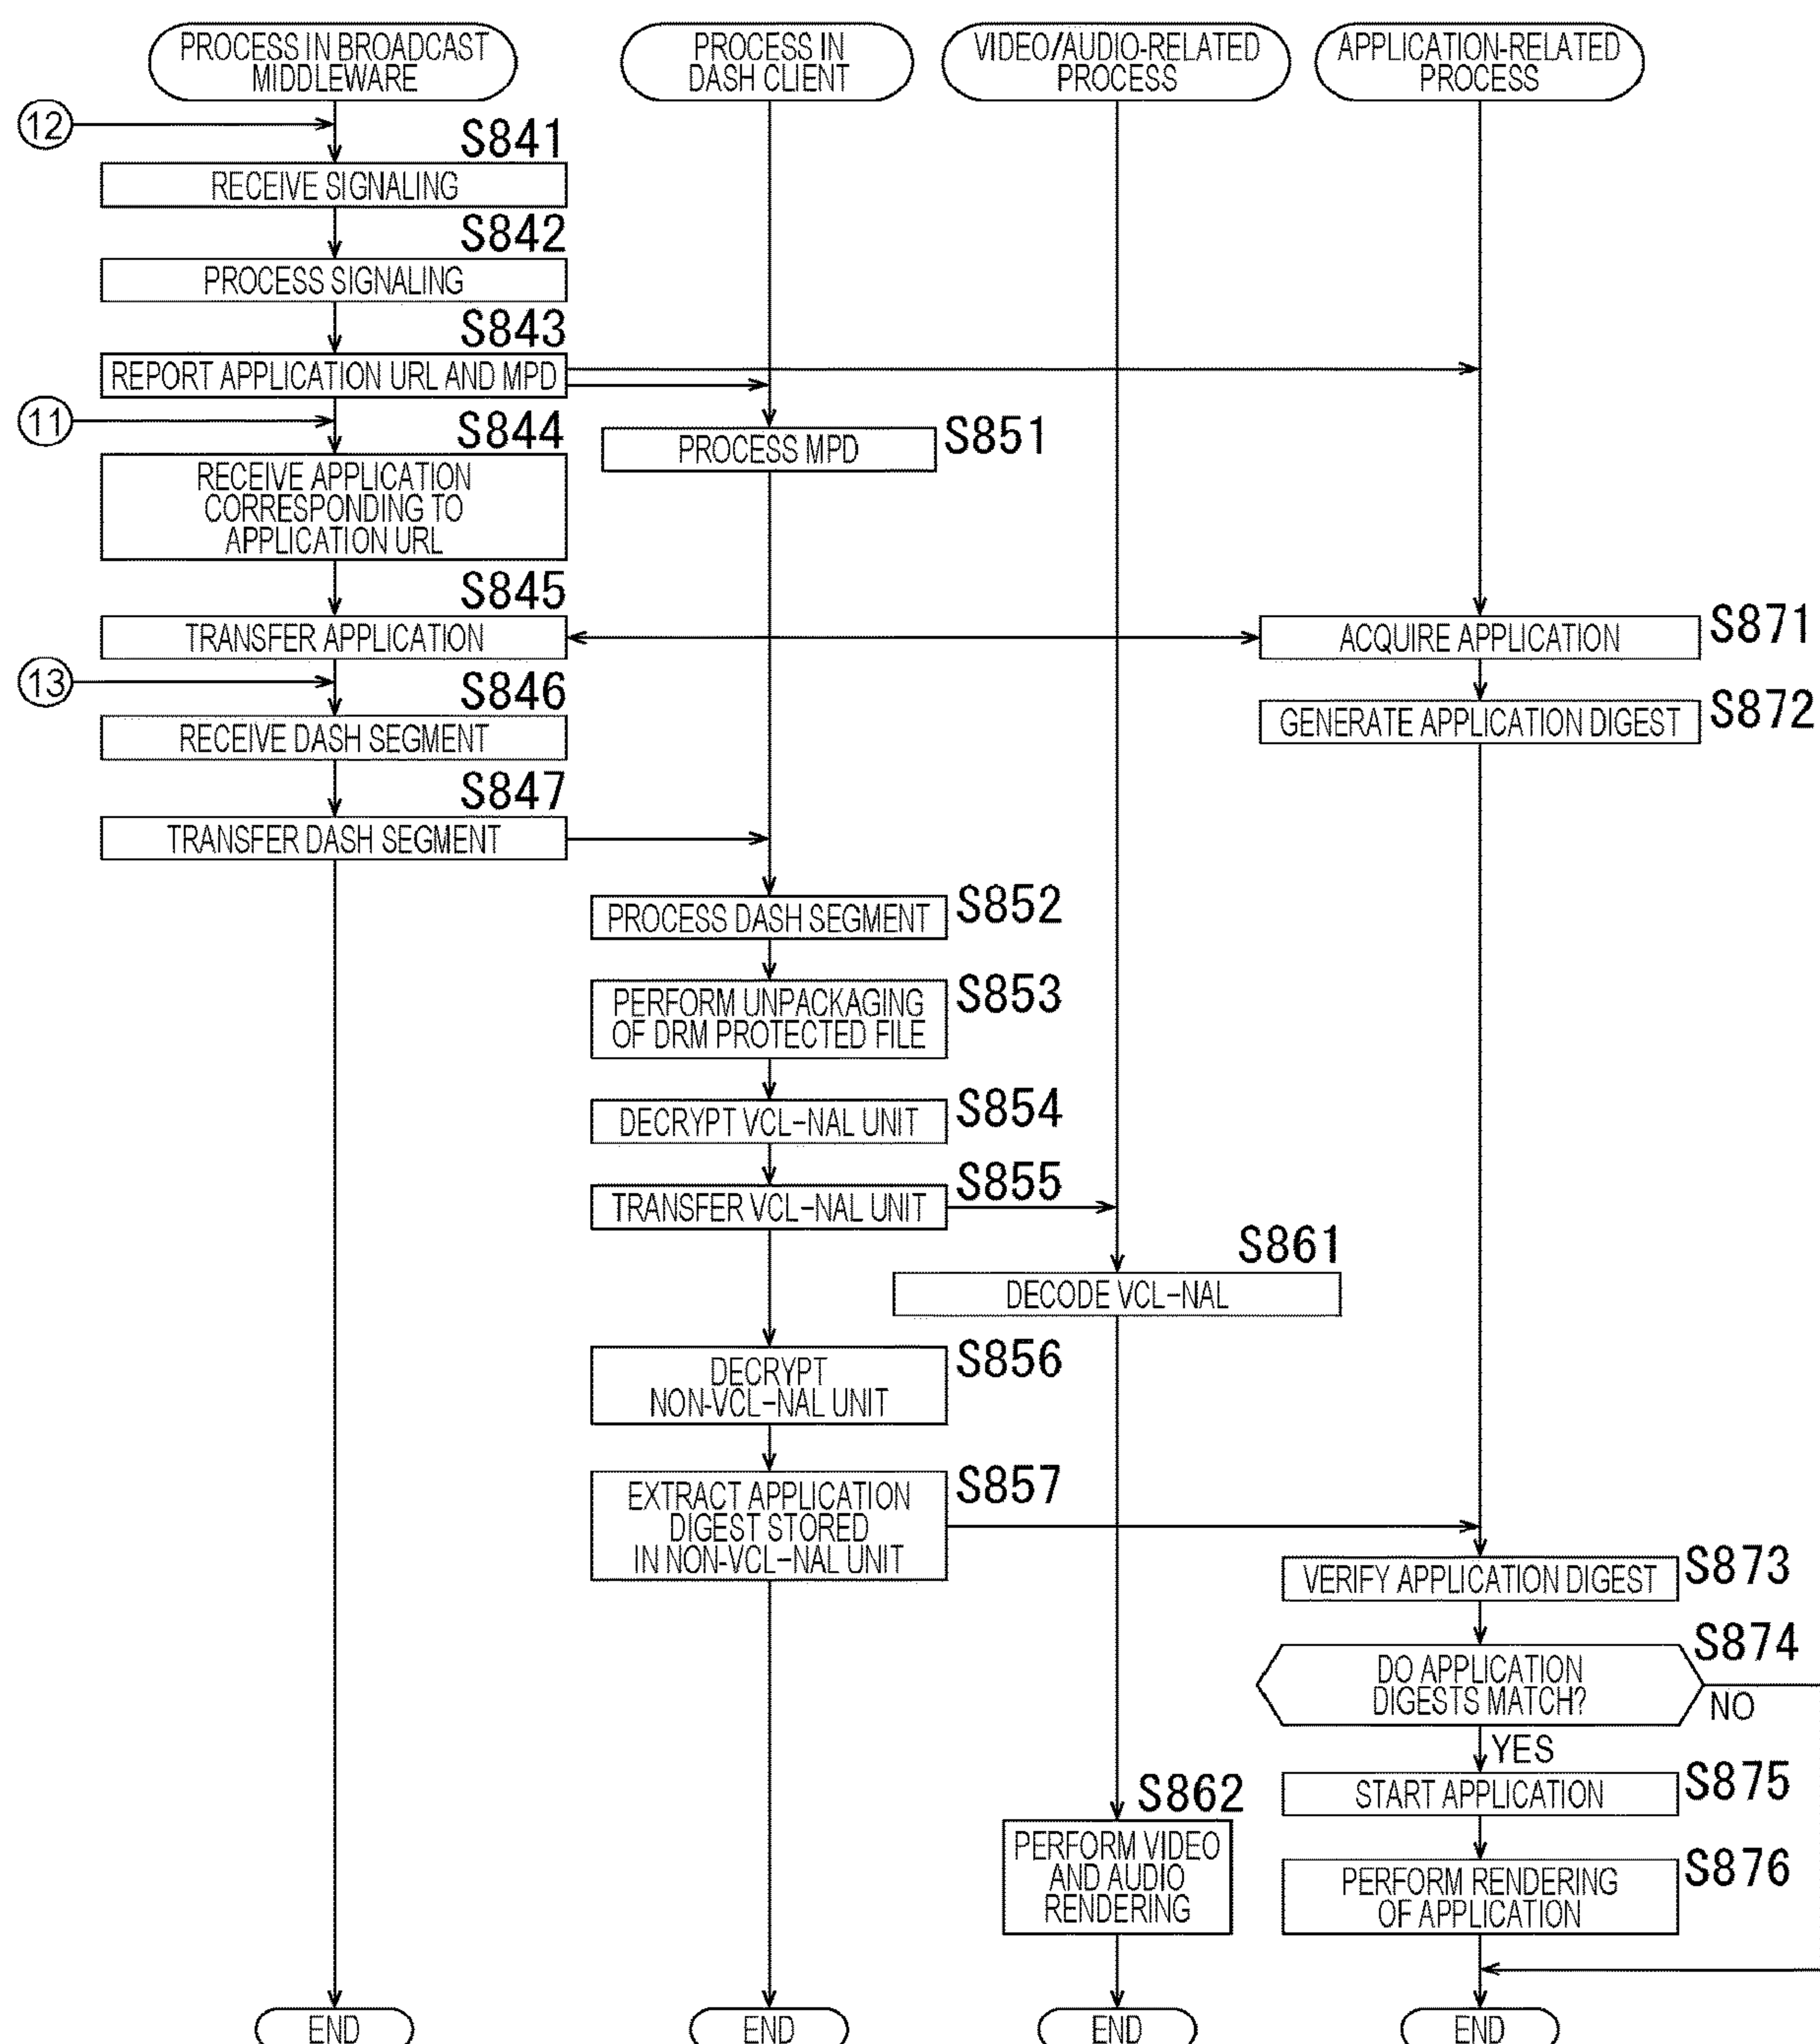 PROCESS IN BROADCAST
MIDDLEWARE
PROCESS IN
DASH CLIENT
VIDEO/AUDIO-RELATED
PROCESS
APPLICATION-RELATED
PROCESS
12
S841
RECEIVE SIGNALING
S842
PROCESS SIGNALING
S843
REPORT APPLICATION URL AND MPD
11
S844
RECEIVE APPLICATION
CORRESPONDING TO
APPLICATION URL
PROCESS MPD
S851
S845
TRANSFER APPLICATION
ACQUIRE APPLICATION
S871
13
S846
RECEIVE DASH SEGMENT
GENERATE APPLICATION DIGEST
S872
S847
TRANSFER DASH SEGMENT
PROCESS DASH SEGMENT
S852
PERFORM UNPACKAGING
OF DRM PROTECTED FILE
S853
DECRYPT VCL-NAL UNIT
S854
TRANSFER VCL-NAL UNIT
S855
S861
DECODE VCL-NAL
DECRYPT
NON-VCL-NAL UNIT
S856
EXTRACT APPLICATION
DIGEST STORED
IN NON-VCL-NAL UNIT
S857
VERIFY APPLICATION DIGEST
S873
DO APPLICATION
DIGESTS MATCH?
S874
NO
YES
START APPLICATION
S875
S862
PERFORM VIDEO
AND AUDIO
RENDERING
PERFORM RENDERING
OF APPLICATION
S876
END
END
END
END